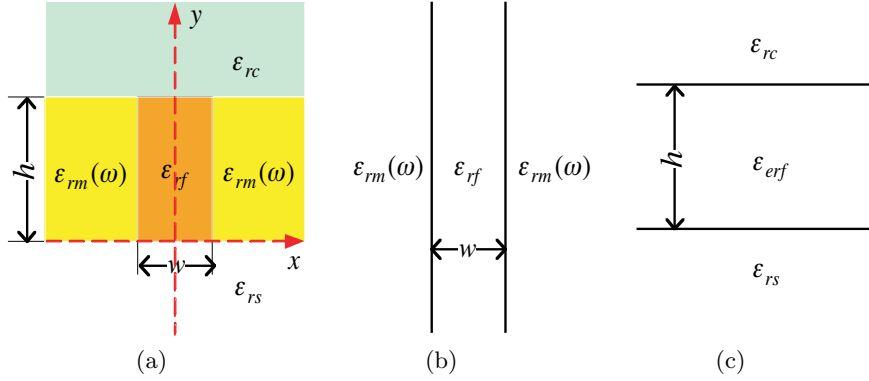 y
ε_rc
h
ε_rm(ω)
ε_rf
ε_rm(ω)
x
w
ε_rs
(a)
ε_rm(ω)
ε_rf
ε_rm(ω)
w
(b)
ε_rc
h
ε_erf
ε_rs
(c)